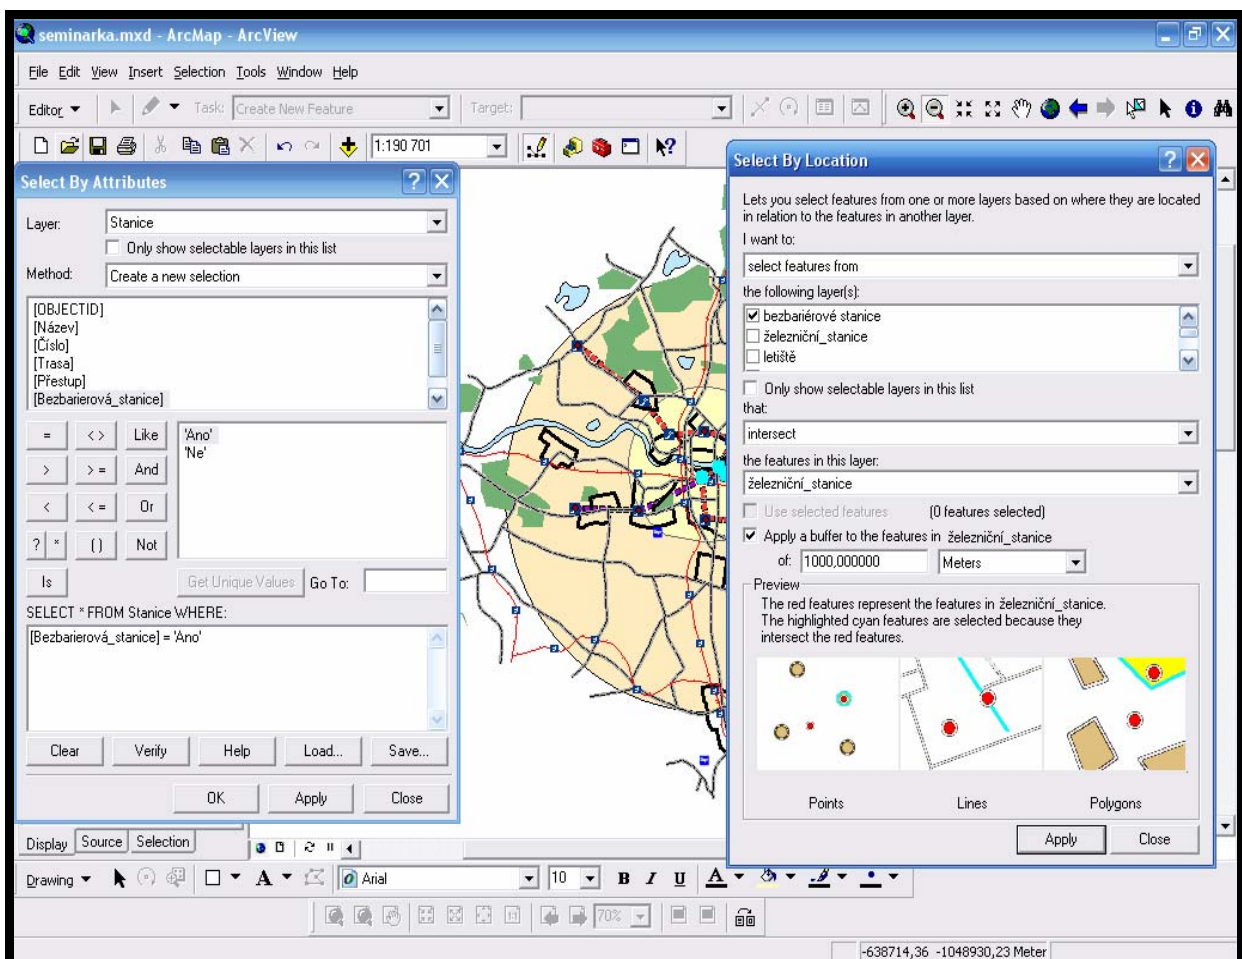 seminarka.mxd - ArcMap - ArcView
File Edit View Insert Selection Tools Window Help
Editor Task: Create New Feature Target:
1:190 701
Select By Attributes
Layer: Stanice
Only show selectable layers in this list
Method: Create a new selection
[OBJECTID]
[Název]
[Číslo]
[Trasa]
[Přestup]
[Bezbarierová_stanice]
= < > Like
> > = And
< < = Or
? * ( ) Not
Is
'Ano'
'Ne'
Get Unique Values Go To:
SELECT * FROM Stanice WHERE:
[Bezbarierová_stanice] = 'Ano'
Clear Verify Help Load... Save...
OK Apply Close
Select By Location
Lets you select features from one or more layers based on where they are located
in relation to the features in another layer.
I want to:
select features from
the following layer(s):
bezbariérové stanice
železniční_stanice
letiště
Only show selectable layers in this list
that:
intersect
the features in this layer:
železniční_stanice
Use selected features (0 features selected)
Apply a buffer to the features in železniční_stanice
of: 1000,000000 Meters
Preview
The red features represent the features in železniční_stanice.
The highlighted cyan features are selected because they
intersect the red features.
Points Lines Polygons
Apply Close
Display Source Selection
Drawing A Arial 10 B I U A
1:1 70%
-638714,36 -1048930,23 Meter